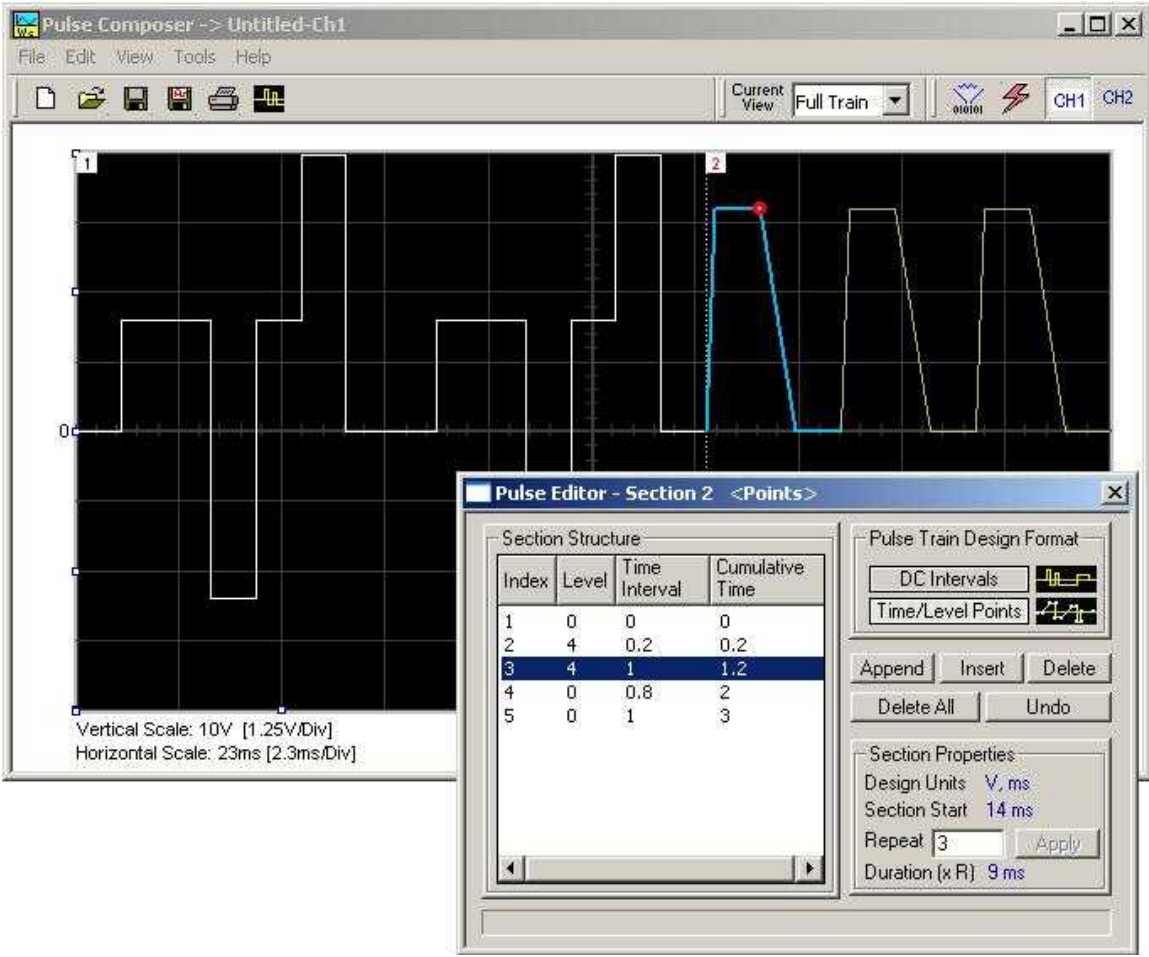 Pulse Composer -> Untitled-Ch1
File Edit View Tools Help
Current View Full Train
010101 CH1 CH2
1
2
0
Vertical Scale: 10V [1.25V/Div]
Horizontal Scale: 23ms [2.3ms/Div]
Pulse Editor - Section 2 <Points>
Section Structure
Index Level Time Interval Cumulative Time
1 0 0 0
2 4 0.2 0.2
3 4 1 1.2
4 0 0.8 2
5 0 1 3
Pulse Train Design Format
DC Intervals
Time/Level Points
Append Insert Delete
Delete All Undo
Section Properties
Design Units V, ms
Section Start 14 ms
Repeat 3 Apply
Duration (x R) 9 ms